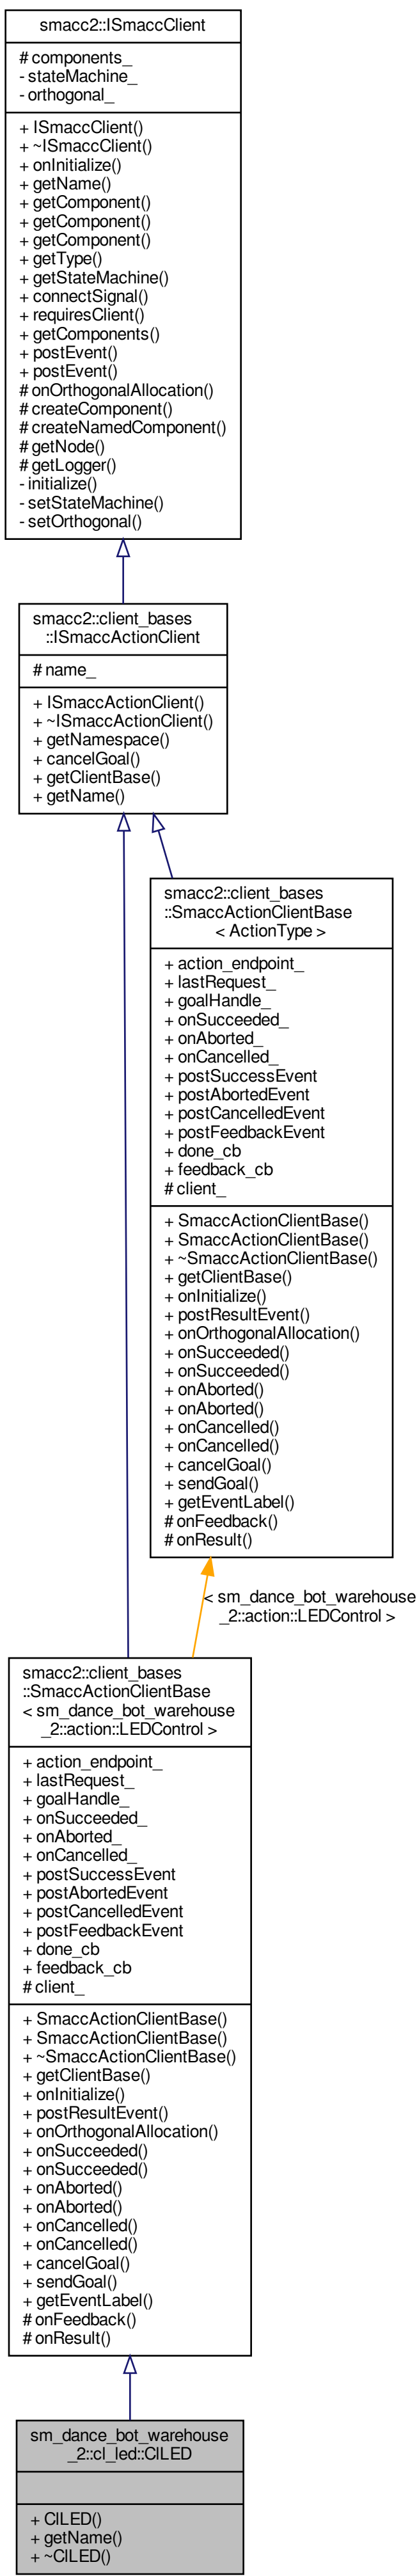 smacc2::ISmaccClient
# components_
- stateMachine_
- orthogonal_
+ ISmaccClient()
+ ~ISmaccClient()
+ onInitialize()
+ getName()
+ getComponent()
+ getComponent()
+ getComponent()
+ getType()
+ getStateMachine()
+ connectSignal()
+ requiresClient()
+ getComponents()
+ postEvent()
+ postEvent()
# onOrthogonalAllocation()
# createComponent()
# createNamedComponent()
# getNode()
# getLogger()
- initialize()
- setStateMachine()
- setOrthogonal()
smacc2::client_bases
::ISmaccActionClient
# name_
+ ISmaccActionClient()
+ ~ISmaccActionClient()
+ getNamespace()
+ cancelGoal()
+ getClientBase()
+ getName()
smacc2::client_bases
::SmaccActionClientBase
< ActionType >
+ action_endpoint_
+ lastRequest_
+ goalHandle_
+ onSucceeded_
+ onAborted_
+ onCancelled_
+ postSuccessEvent
+ postAbortedEvent
+ postCancelledEvent
+ postFeedbackEvent
+ done_cb
+ feedback_cb
# client_
+ SmaccActionClientBase()
+ SmaccActionClientBase()
+ ~SmaccActionClientBase()
+ getClientBase()
+ onInitialize()
+ postResultEvent()
+ onOrthogonalAllocation()
+ onSucceeded()
+ onSucceeded()
+ onAborted()
+ onAborted()
+ onCancelled()
+ onCancelled()
+ cancelGoal()
+ sendGoal()
+ getEventLabel()
# onFeedback()
# onResult()
< sm_dance_bot_warehouse
_2::action::LEDControl >
smacc2::client_bases
::SmaccActionClientBase
< sm_dance_bot_warehouse
_2::action::LEDControl >
+ action_endpoint_
+ lastRequest_
+ goalHandle_
+ onSucceeded_
+ onAborted_
+ onCancelled_
+ postSuccessEvent
+ postAbortedEvent
+ postCancelledEvent
+ postFeedbackEvent
+ done_cb
+ feedback_cb
# client_
+ SmaccActionClientBase()
+ SmaccActionClientBase()
+ ~SmaccActionClientBase()
+ getClientBase()
+ onInitialize()
+ postResultEvent()
+ onOrthogonalAllocation()
+ onSucceeded()
+ onSucceeded()
+ onAborted()
+ onAborted()
+ onCancelled()
+ onCancelled()
+ cancelGoal()
+ sendGoal()
+ getEventLabel()
# onFeedback()
# onResult()
sm_dance_bot_warehouse
_2::cl_led::ClLED
+ ClLED()
+ getName()
+ ~ClLED()